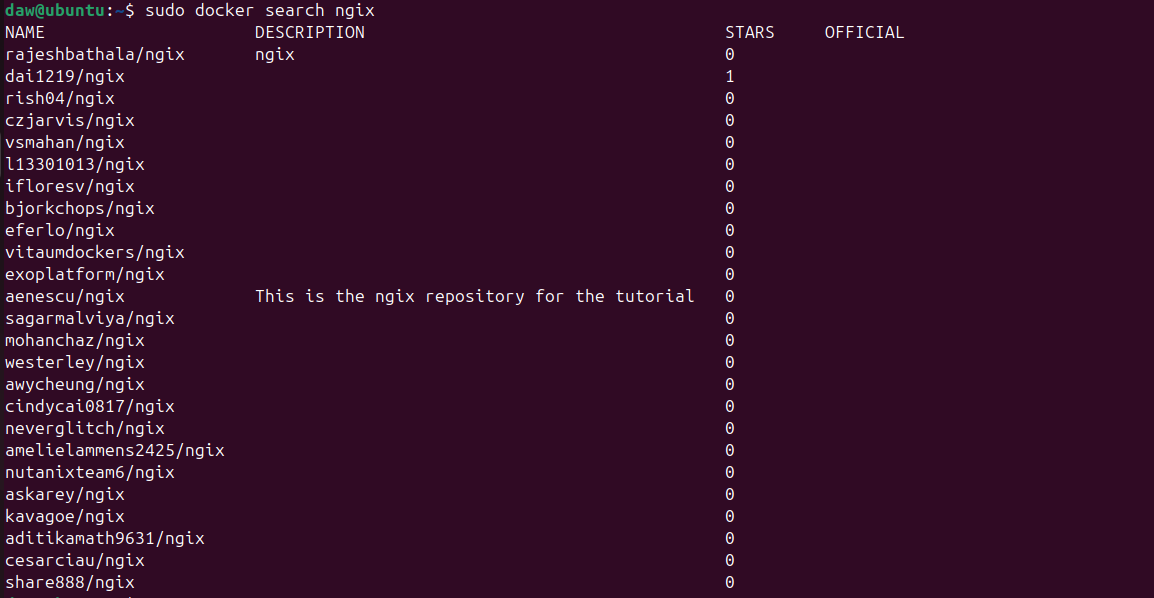 daw@ubuntu:~$ sudo docker search ngix
NAME DESCRIPTION STARS OFFICIAL
rajeshbathala/ngix ngix 0
dai1219/ngix 1
rish04/ngix 0
czjarvis/ngix 0
vsmahan/ngix 0
l13301013/ngix 0
ifloresv/ngix 0
bjorkchops/ngix 0
eferlo/ngix 0
vitaumdockers/ngix 0
exoplatform/ngix 0
aenescu/ngix This is the ngix repository for the tutorial 0
sagarmalviya/ngix 0
mohanchaz/ngix 0
westerley/ngix 0
awycheung/ngix 0
cindycai0817/ngix 0
neverglitch/ngix 0
amelielammens2425/ngix 0
nutanixteam6/ngix 0
askarey/ngix 0
kavagoe/ngix 0
aditikamath9631/ngix 0
cesarciau/ngix 0
share888/ngix 0